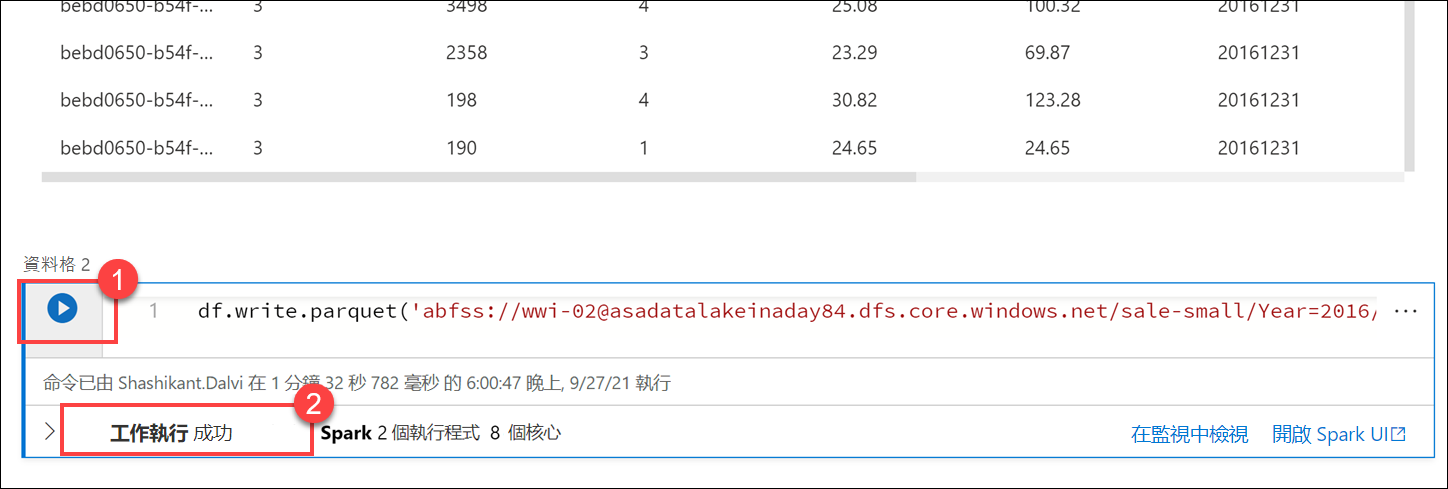 bebd0650-b54f-... 3 3498 4 25.08 100.32 20161231
bebd0650-b54f-... 3 2358 3 23.29 69.87 20161231
bebd0650-b54f-... 3 198 4 30.82 123.28 20161231
bebd0650-b54f-... 3 190 1 24.65 24.65 20161231
資料格 2
1
1 df.write.parquet('abfss://wwi-02@asadatalakeinaday84.dfs.core.windows.net/sale-small/Year=2016/ ...
命令已由 Shashikant.Dalvi 在 1 分鐘 32 秒 782 毫秒 的 6:00:47 晚上, 9/27/21 執行
2
工作執行 成功 Spark 2 個執行程式 8 個核心 在監視中檢視 開啟 Spark UI